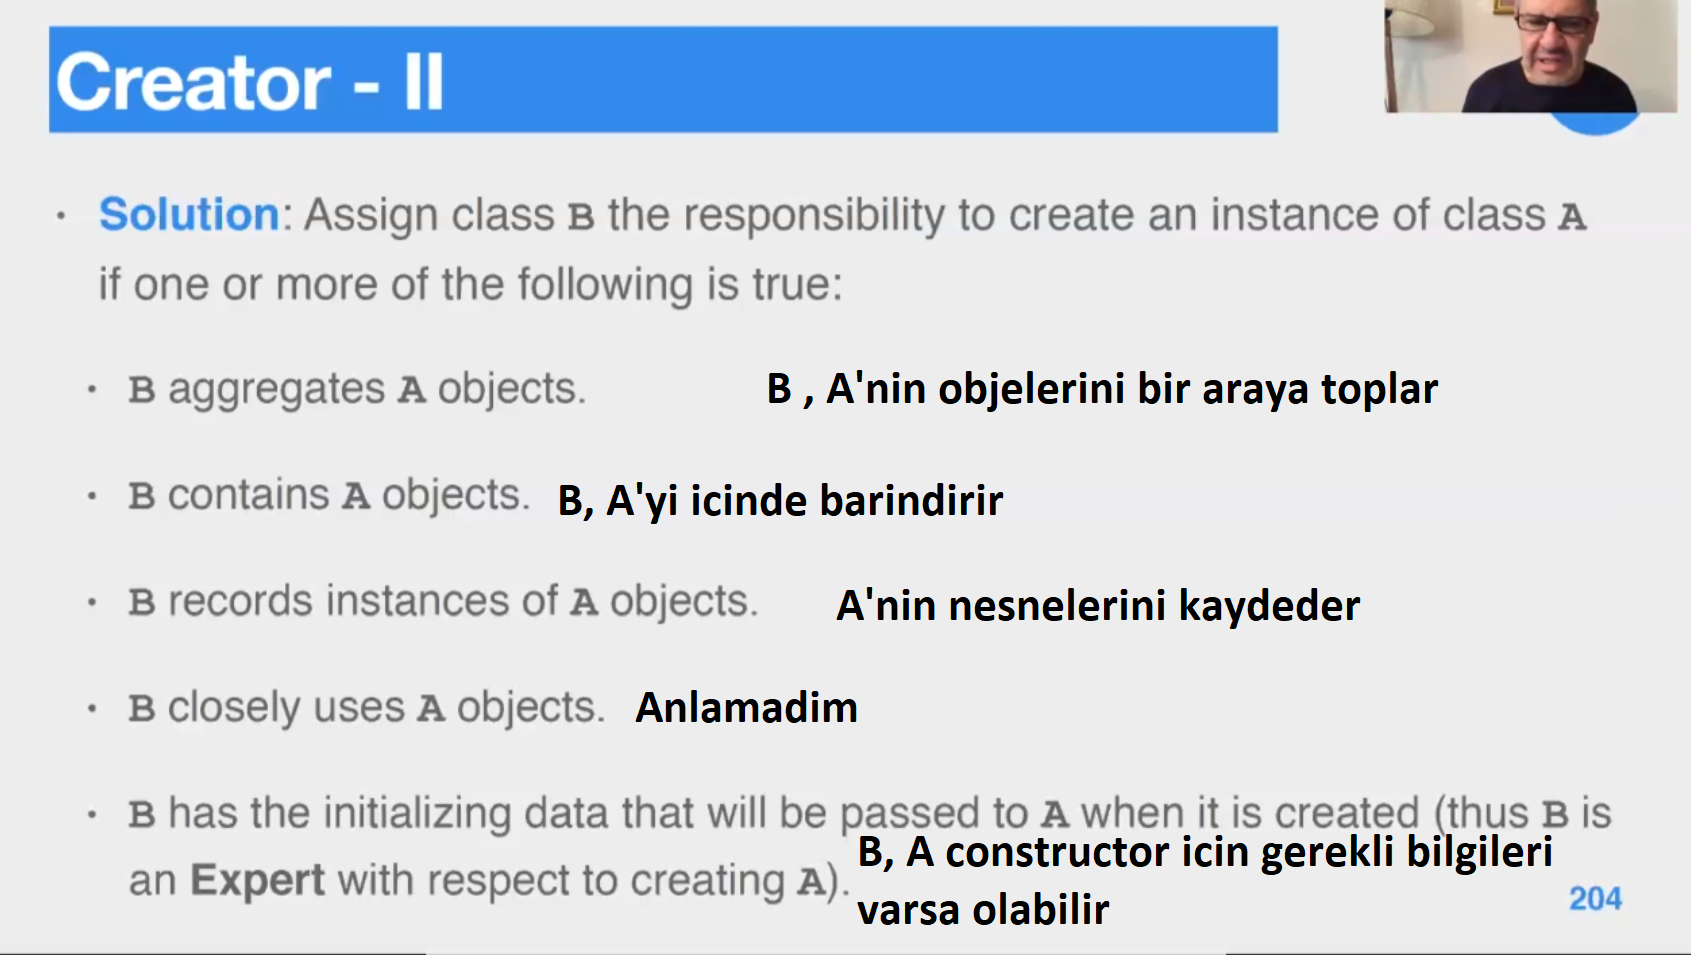 Creator - II
• Solution: Assign class B the responsibility to create an instance of class A
if one or more of the following is true:
• B aggregates A objects. B , A'nin objelerini bir araya toplar
• B contains A objects. B, A'yi icinde barindirir
• B records instances of A objects. A'nin nesnelerini kaydeder
• B closely uses A objects. Anlamadim
• B has the initializing data that will be passed to A when it is created (thus B is
an Expert with respect to creating A).
B, A constructor icin gerekli bilgileri
varsa olabilir
204